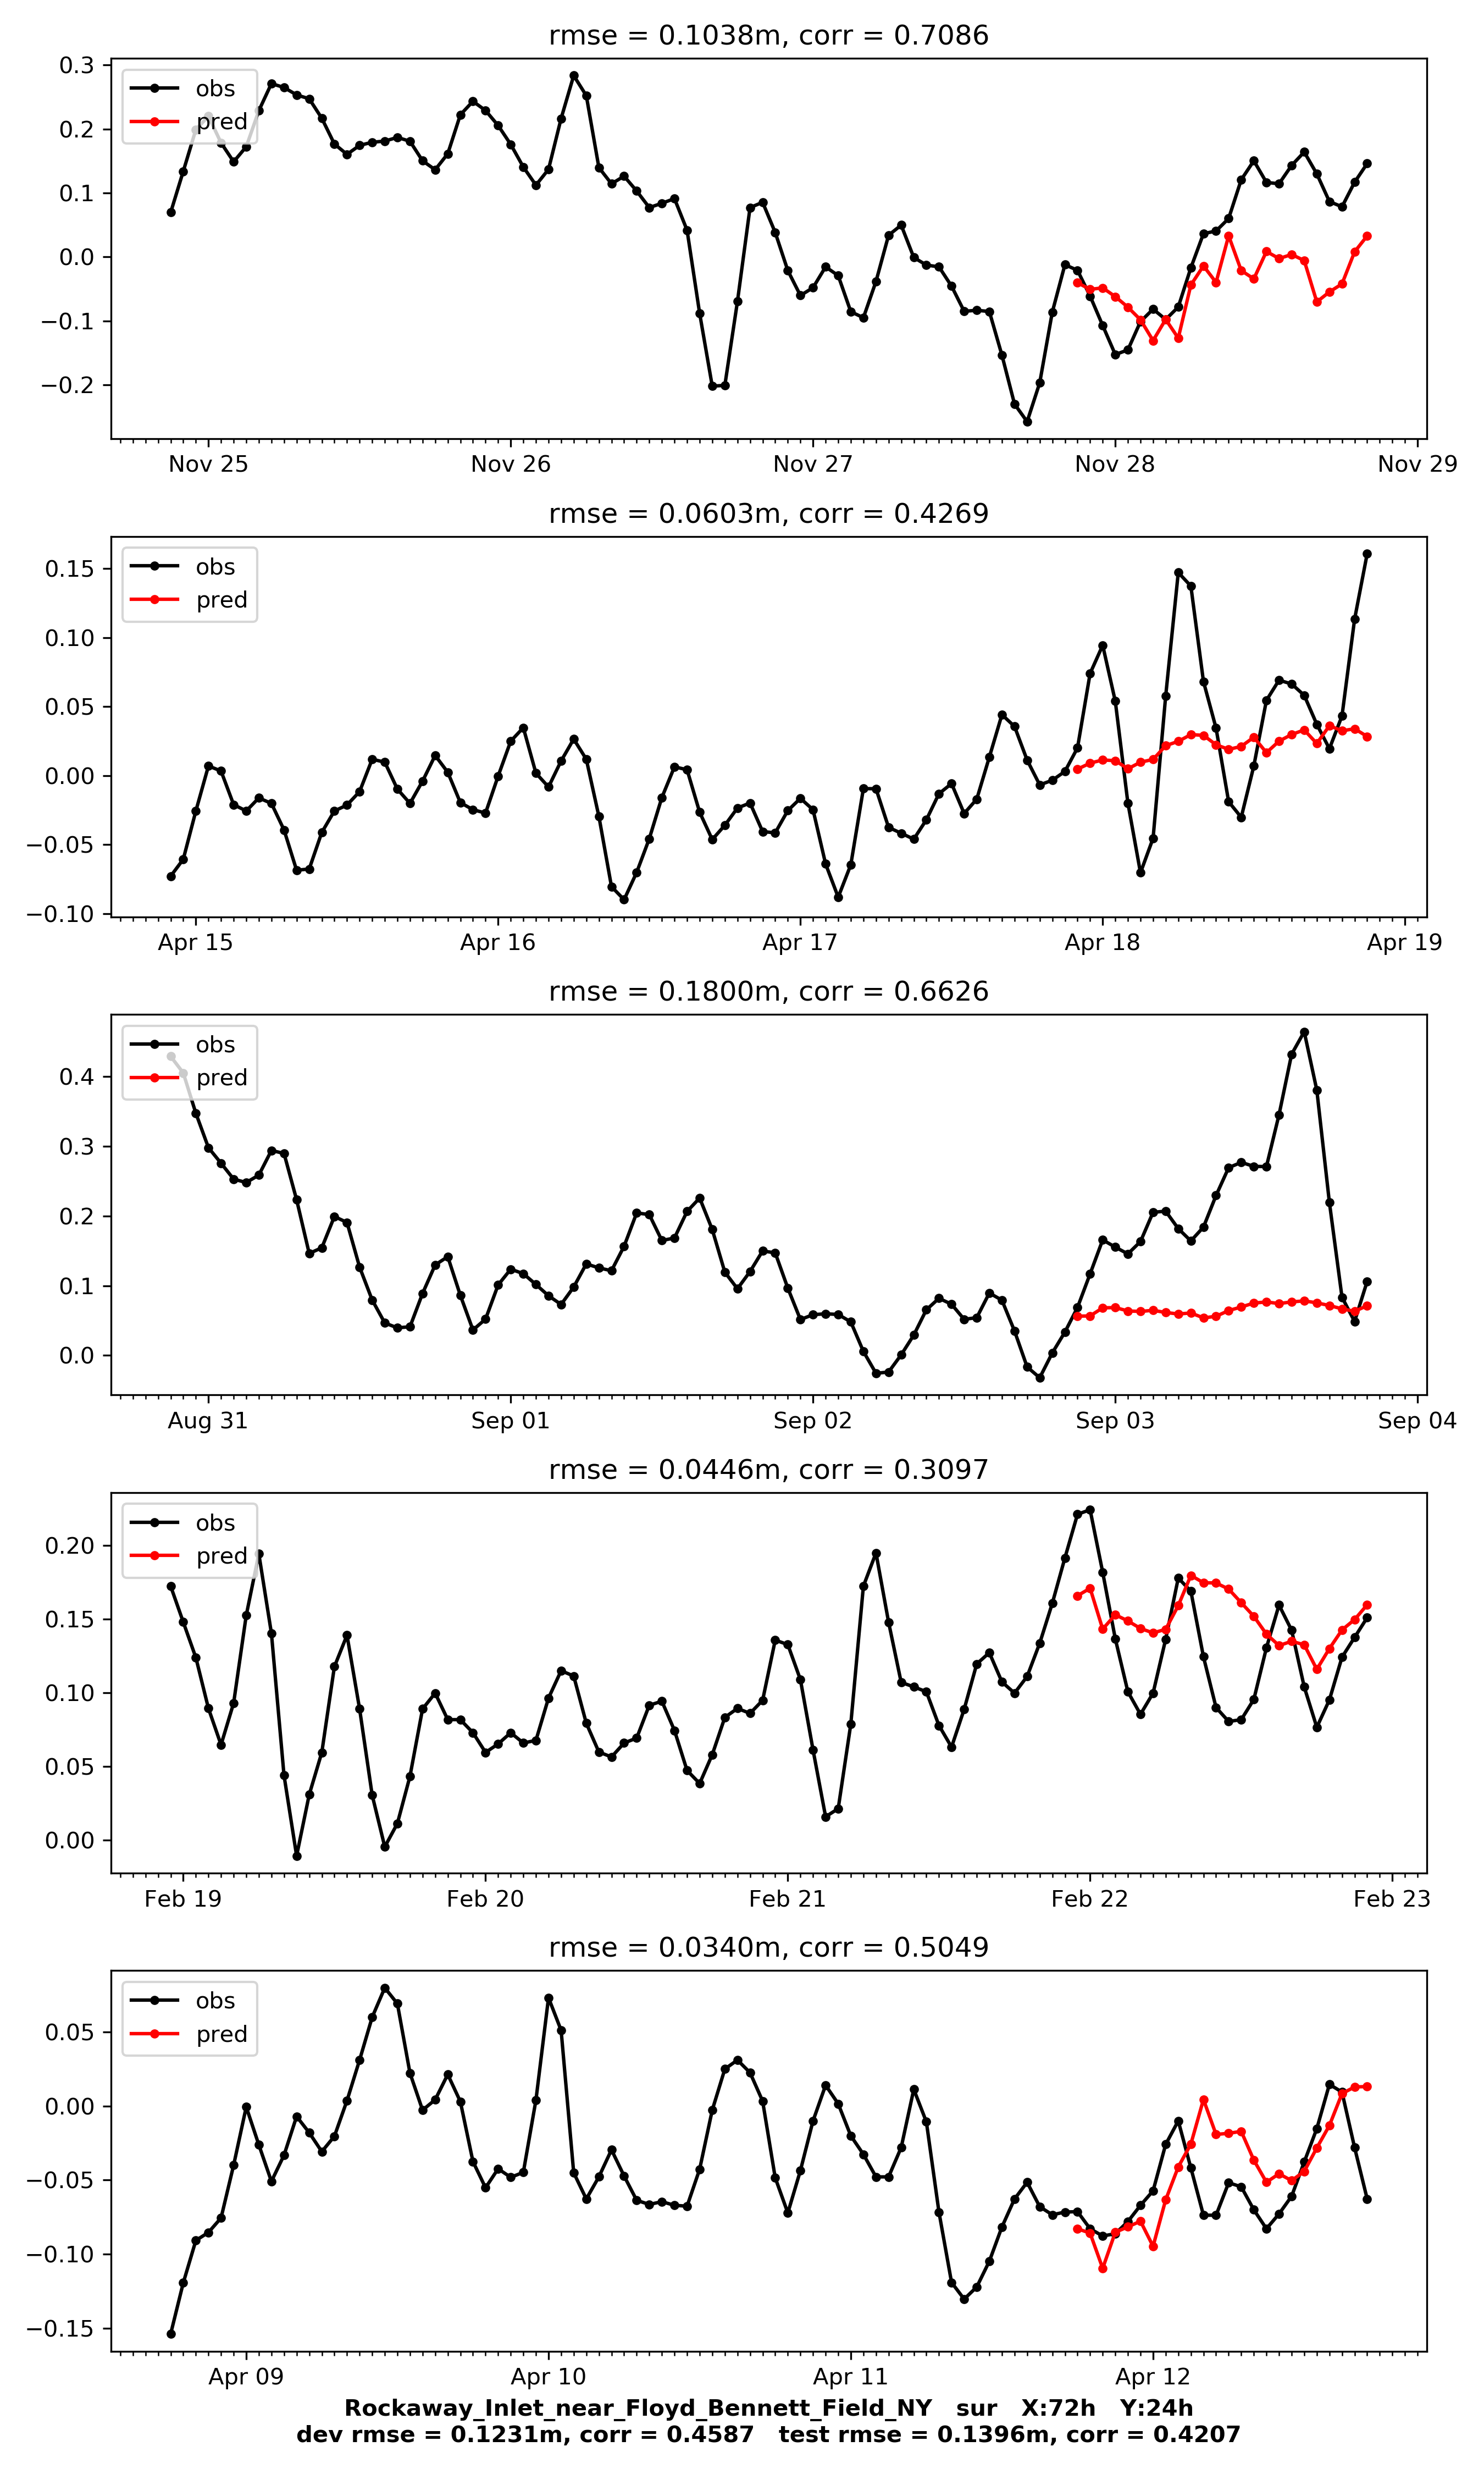 rmse = 0.1038m, corr = 0.7086
0.3
0.2
0.1
0.0
−0.1
−0.2
obs
pred
Nov 25 Nov 26 Nov 27 Nov 28 Nov 29
rmse = 0.0603m, corr = 0.4269
0.15
0.10
0.05
0.00
−0.05
−0.10
obs
pred
Apr 15 Apr 16 Apr 17 Apr 18 Apr 19
rmse = 0.1800m, corr = 0.6626
0.4
0.3
0.2
0.1
0.0
obs
pred
Aug 31 Sep 01 Sep 02 Sep 03 Sep 04
rmse = 0.0446m, corr = 0.3097
0.20
0.15
0.10
0.05
0.00
obs
pred
Feb 19 Feb 20 Feb 21 Feb 22 Feb 23
rmse = 0.0340m, corr = 0.5049
0.05
0.00
−0.05
−0.10
−0.15
obs
pred
Apr 09 Apr 10 Apr 11 Apr 12
Rockaway_Inlet_near_Floyd_Bennett_Field_NY sur X:72h Y:24h
dev rmse = 0.1231m, corr = 0.4587 test rmse = 0.1396m, corr = 0.4207